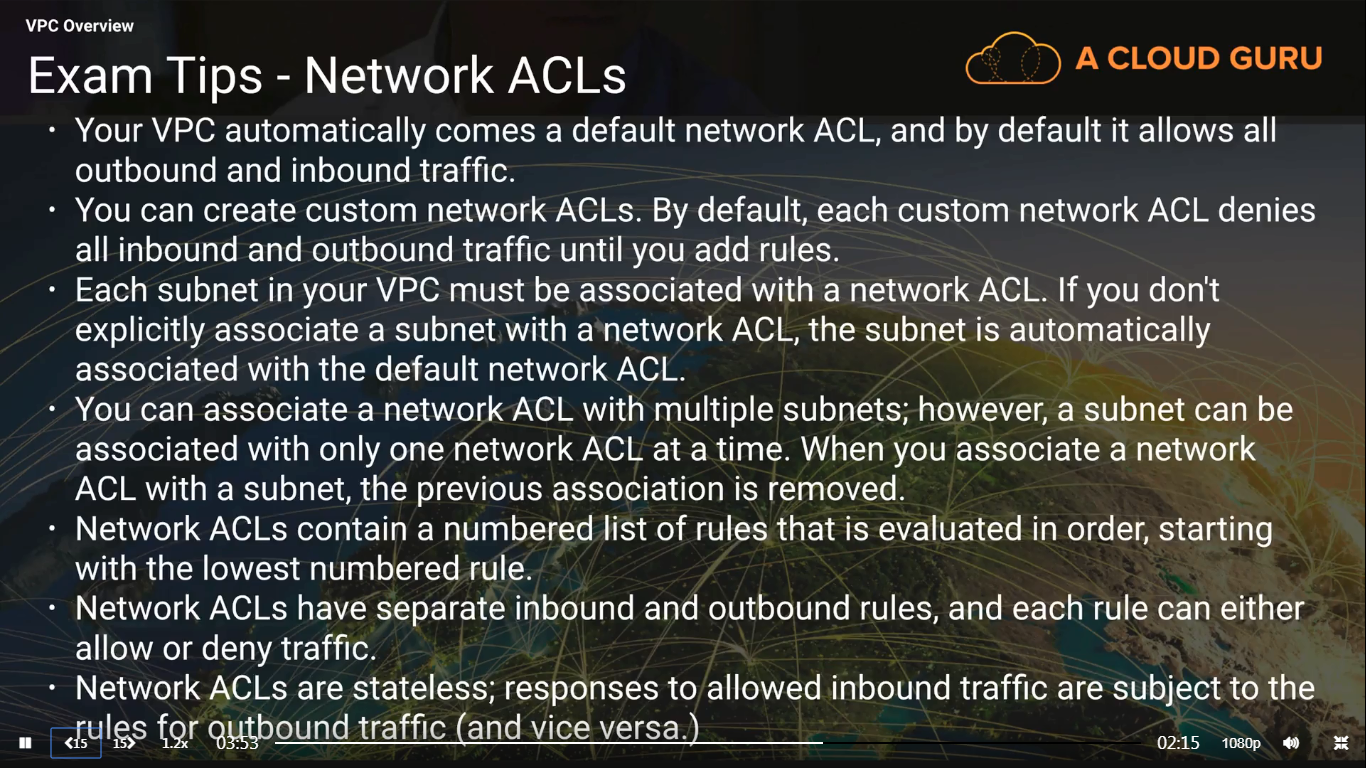 VPC Overview
Exam Tips - Network ACLs
A CLOUD GURU
• Your VPC automatically comes a default network ACL, and by default it allows all
outbound and inbound traffic.
• You can create custom network ACLs. By default, each custom network ACL denies
all inbound and outbound traffic until you add rules.
• Each subnet in your VPC must be associated with a network ACL. If you don't
explicitly associate a subnet with a network ACL, the subnet is automatically
associated with the default network ACL.
• You can associate a network ACL with multiple subnets; however, a subnet can be
associated with only one network ACL at a time. When you associate a network
ACL with a subnet, the previous association is removed.
• Network ACLs contain a numbered list of rules that is evaluated in order, starting
with the lowest numbered rule.
• Network ACLs have separate inbound and outbound rules, and each rule can either
allow or deny traffic.
• Network ACLs are stateless; responses to allowed inbound traffic are subject to the
rules for outbound traffic (and vice versa.)
15 15 1.2x 03:53 02:15 1080p